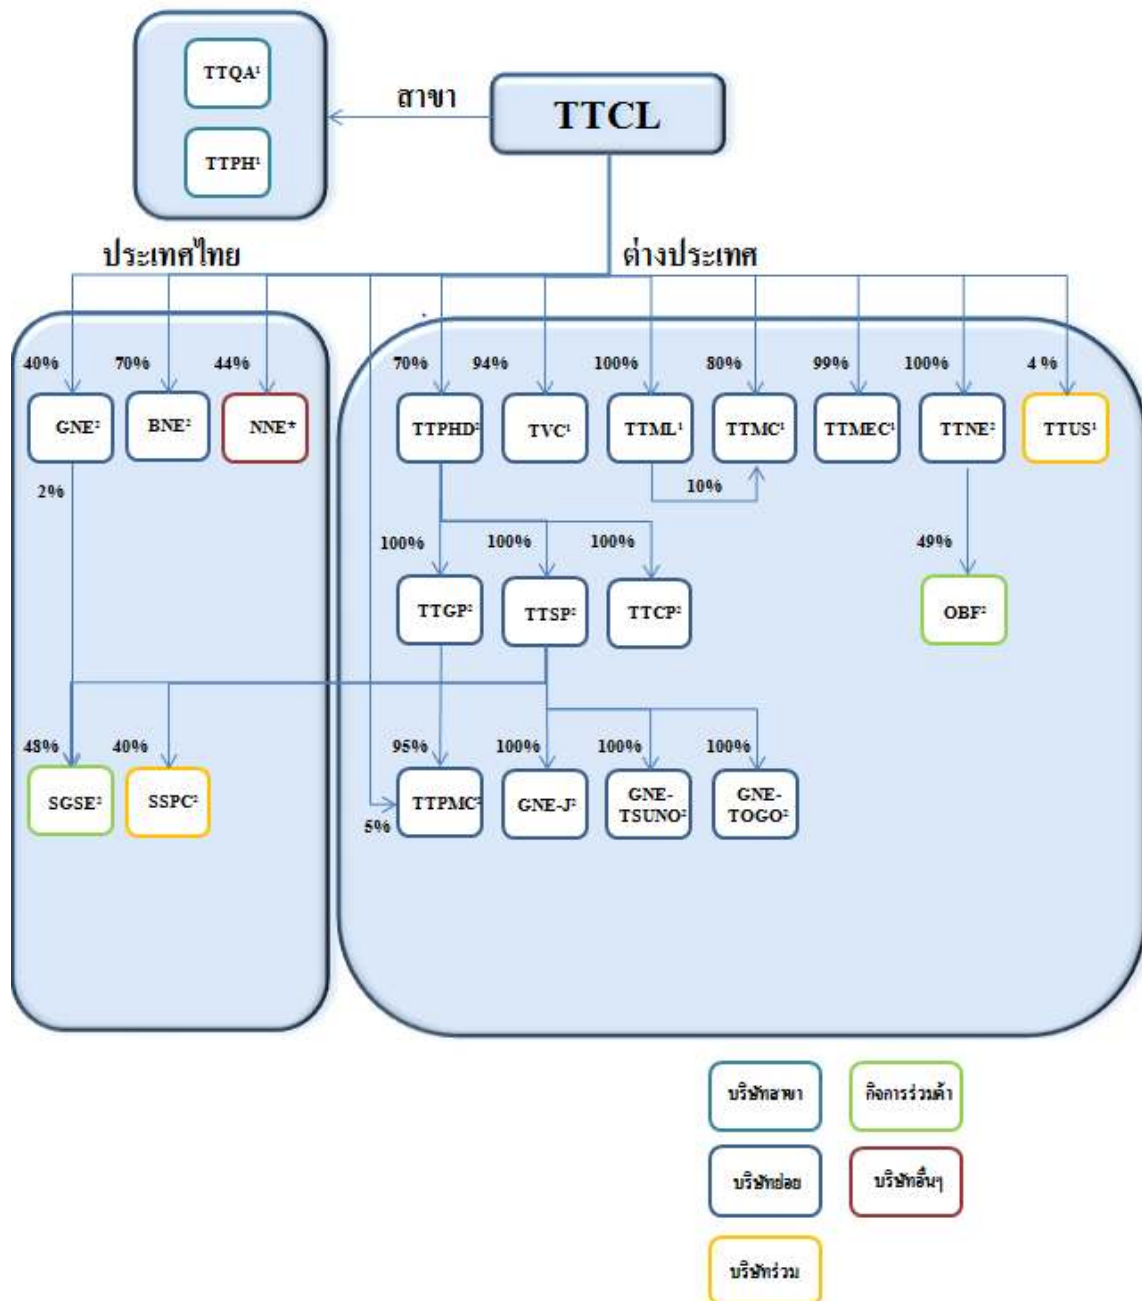 TTQA¹
สาขา
TTCL
TTPH¹
ประเทศไทย
ต่างประเทศ
40% 70% 44% 70% 94% 100% 80% 99% 100% 4 %
GNE² BNE² NNE* TTPHD² TVC¹ TTML¹ TTMC¹ TTMEC¹ TTNE² TTUS¹
2% 10%
100% 100% 100% 49%
TTGP² TTSP² TTCP² OBF²
48% 40% 95% 100% 100% 100%
SGSE² SSPC² TTPMC² GNE-J² GNE-
TSUNO² GNE-
TOGO²
5%
บริษัทสาขา กิจการร่วมค้า
บริษัทย่อย บริษัทอื่นๆ
บริษัทร่วม